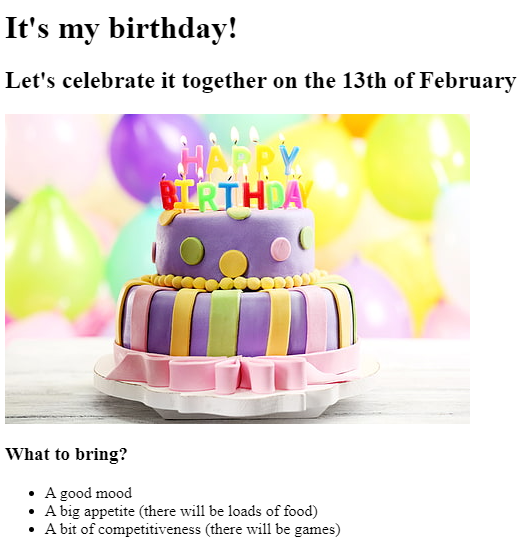 It's my birthday!
Let's celebrate it together on the 13th of February
HAPPY
BIRTHDAY
What to bring?
A good mood
A big appetite (there will be loads of food)
A bit of competitiveness (there will be games)